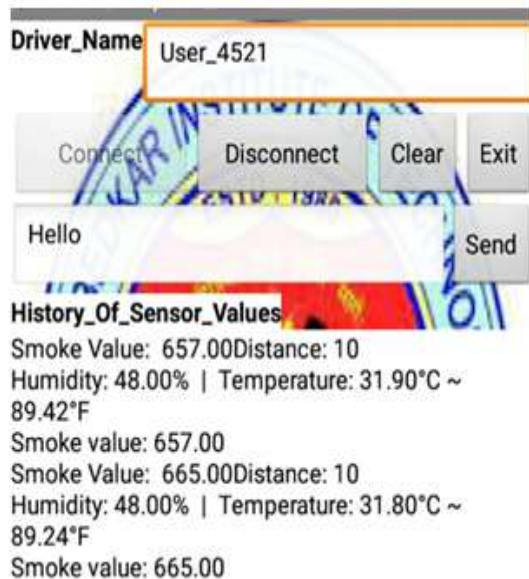 Driver_Name
User_4521
Connect
Disconnect
Clear
Exit
Hello
Send
History_Of_Sensor_Values
Smoke Value:  657.00Distance: 10
Humidity: 48.00% | Temperature: 31.90°C ~
89.42°F
Smoke value: 657.00
Smoke Value:  665.00Distance: 10
Humidity: 48.00% | Temperature: 31.80°C ~
89.24°F
Smoke value: 665.00